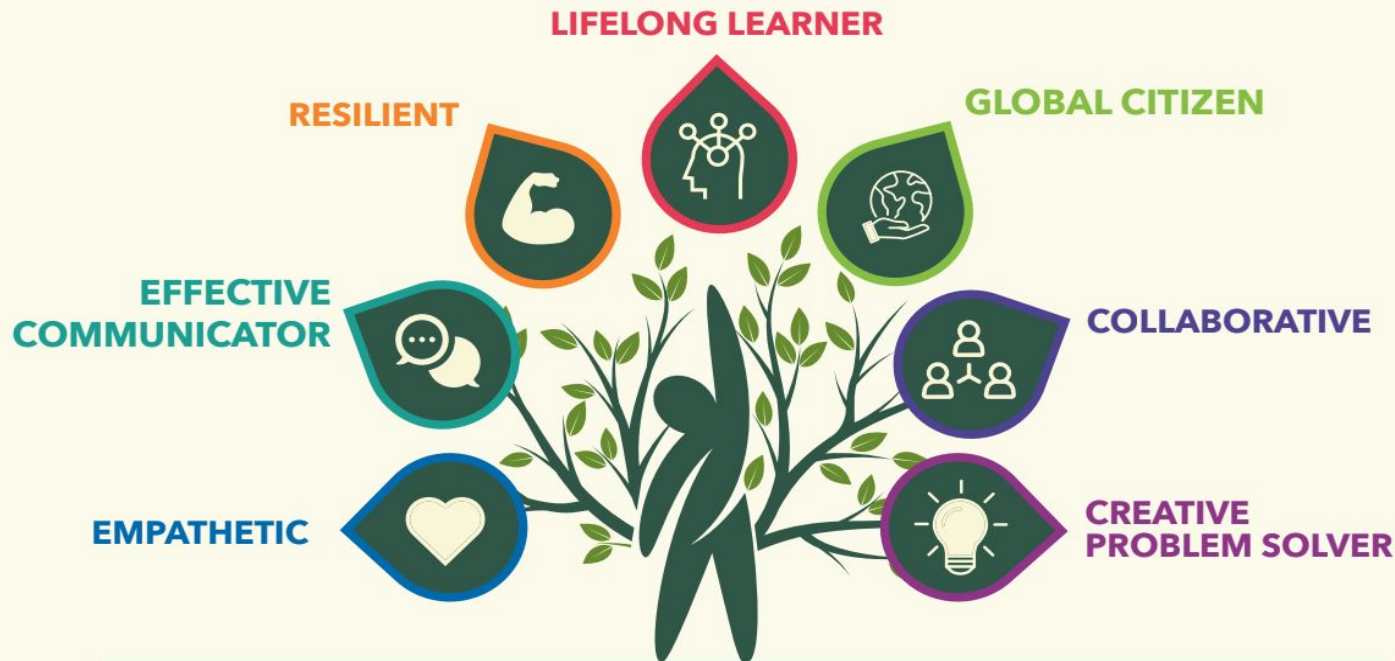 LIFELONG LEARNER
RESILIENT
GLOBAL CITIZEN
EFFECTIVE
COMMUNICATOR
COLLABORATIVE
EMPATHETIC
CREATIVE
PROBLEM SOLVER